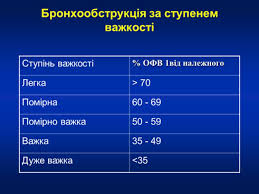 Бронхообструкція за ступенем
важкості
Ступінь важкості % ОФВ 1від належного
Легка > 70
Помірна 60 - 69
Помірно важка 50 - 59
Важка 35 - 49
Дуже важка <35